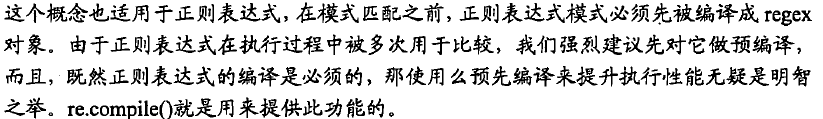 这个概念也适用于正则表达式，在模式匹配之前，正则表达式模式必须先被编译成 regex
对象。由于正则表达式在执行过程中被多次用于比较，我们强烈建议先对它做预编译，
而且，既然正则表达式的编译是必须的，那使用么预先编译来提升执行性能无疑是明智
之举。re.compile()就是用来提供此功能的。